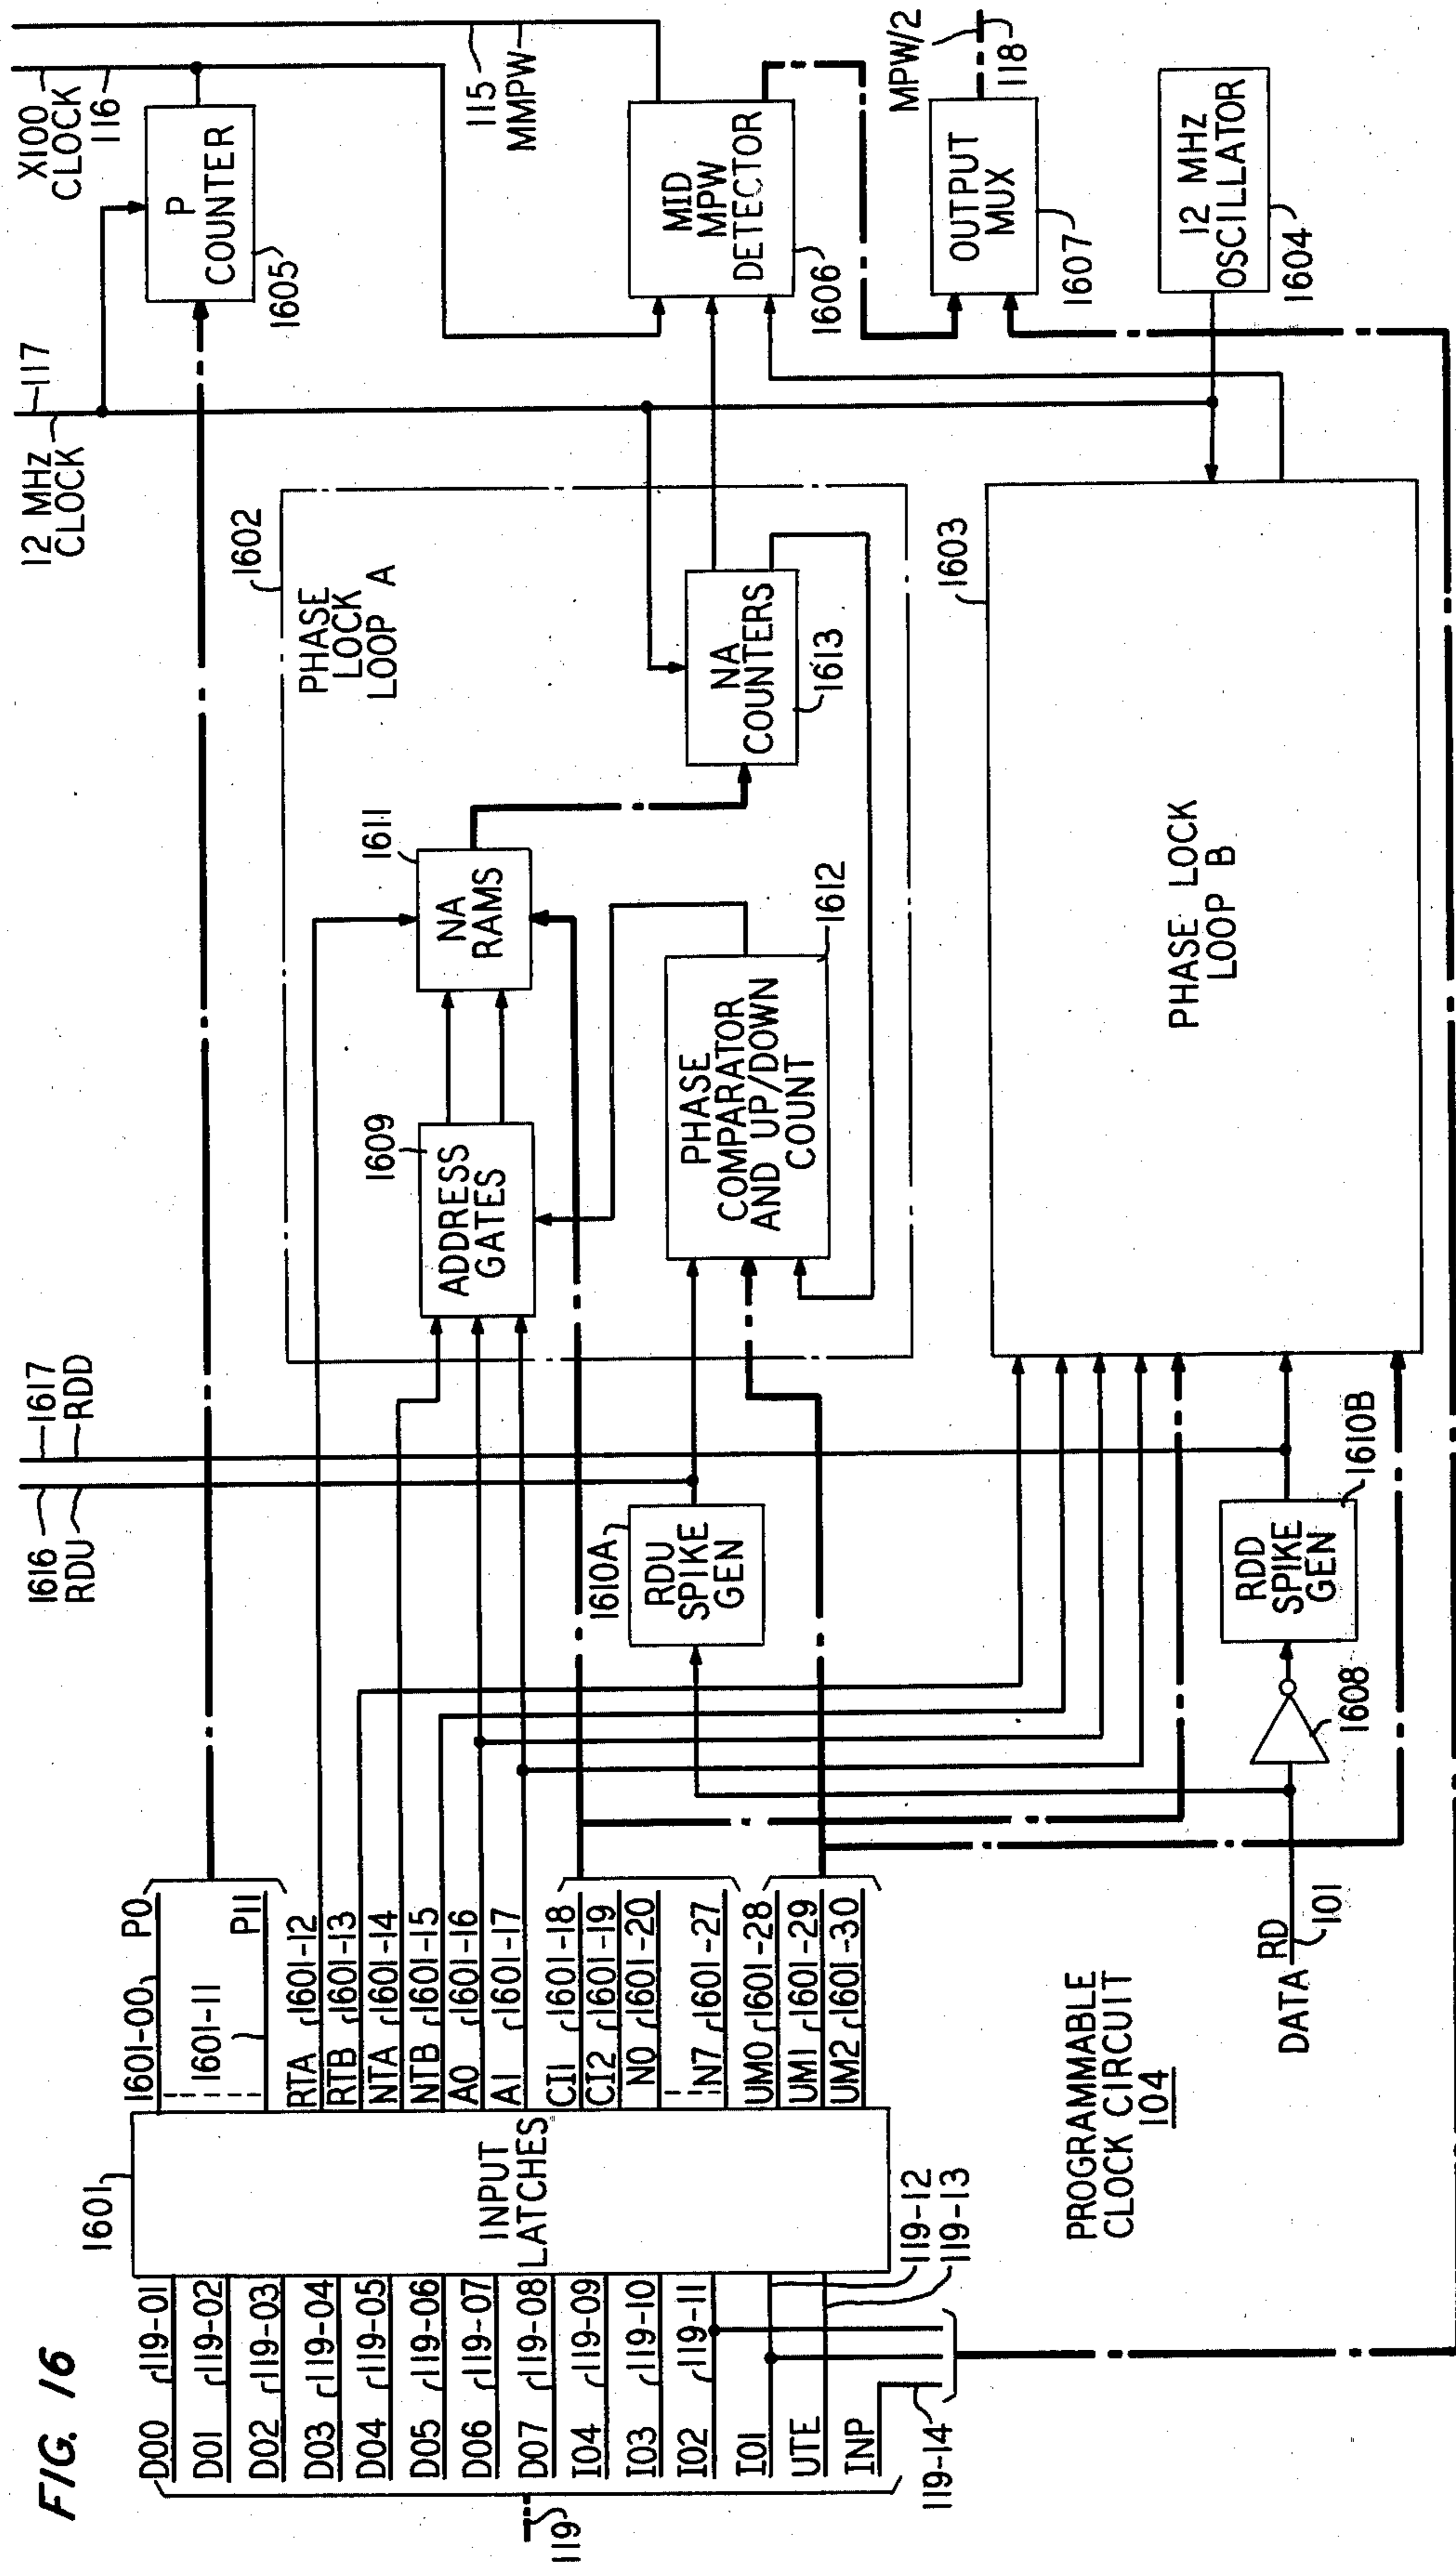 FIG. 16
119
D00 119-01
D01 119-02
D02 119-03
D03 119-04
D04 119-05
D05 119-06
D06 119-07
D07 119-08
I04 119-09
I03 119-10
I02 119-11
I01
UTE
INP
119-12
119-13
119-14
1601
INPUT
LATCHES
1601-00 P0
1601-11 P11
RTA 1601-12
RTB 1601-13
NTA 1601-14
NTB 1601-15
A0 1601-16
A1 1601-17
CI1 1601-18
CI2 1601-19
N0 1601-20
N7 1601-27
UM0 1601-28
UM1 1601-29
UM2 1601-30
PROGRAMMABLE
CLOCK CIRCUIT
104
DATA RD
101
1608
1616
RDU
1617
RDD
1610A
RDU
SPIKE
GEN
RDD
SPIKE
GEN
1610B
1602
PHASE
LOCK
LOOP A
1609
ADDRESS
GATES
1611
NA
RAMS
PHASE
COMPARATOR
AND UP/DOWN
COUNT
1612
NA
COUNTERS
1613
1603
PHASE LOCK
LOOP B
12 MHz
CLOCK
117
X100
CLOCK
116
P
COUNTER
1605
115
MMPW
MID
MPW
DETECTOR
1606
MPW/2
118
OUTPUT
MUX
1607
12 MHz
OSCILLATOR
1604